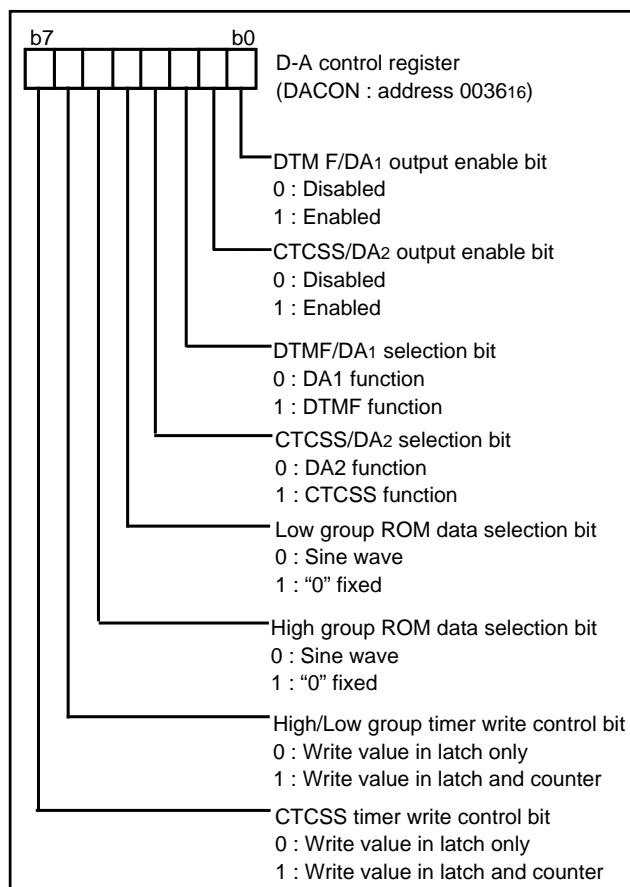 b7 b0
D-A control register
(DACON : address 003616)
DTM F/DA1 output enable bit
0 : Disabled
1 : Enabled
CTCSS/DA2 output enable bit
0 : Disabled
1 : Enabled
DTMF/DA1 selection bit
0 : DA1 function
1 : DTMF function
CTCSS/DA2 selection bit
0 : DA2 function
1 : CTCSS function
Low group ROM data selection bit
0 : Sine wave
1 : “0” fixed
High group ROM data selection bit
0 : Sine wave
1 : “0” fixed
High/Low group timer write control bit
0 : Write value in latch only
1 : Write value in latch and counter
CTCSS timer write control bit
0 : Write value in latch only
1 : Write value in latch and counter